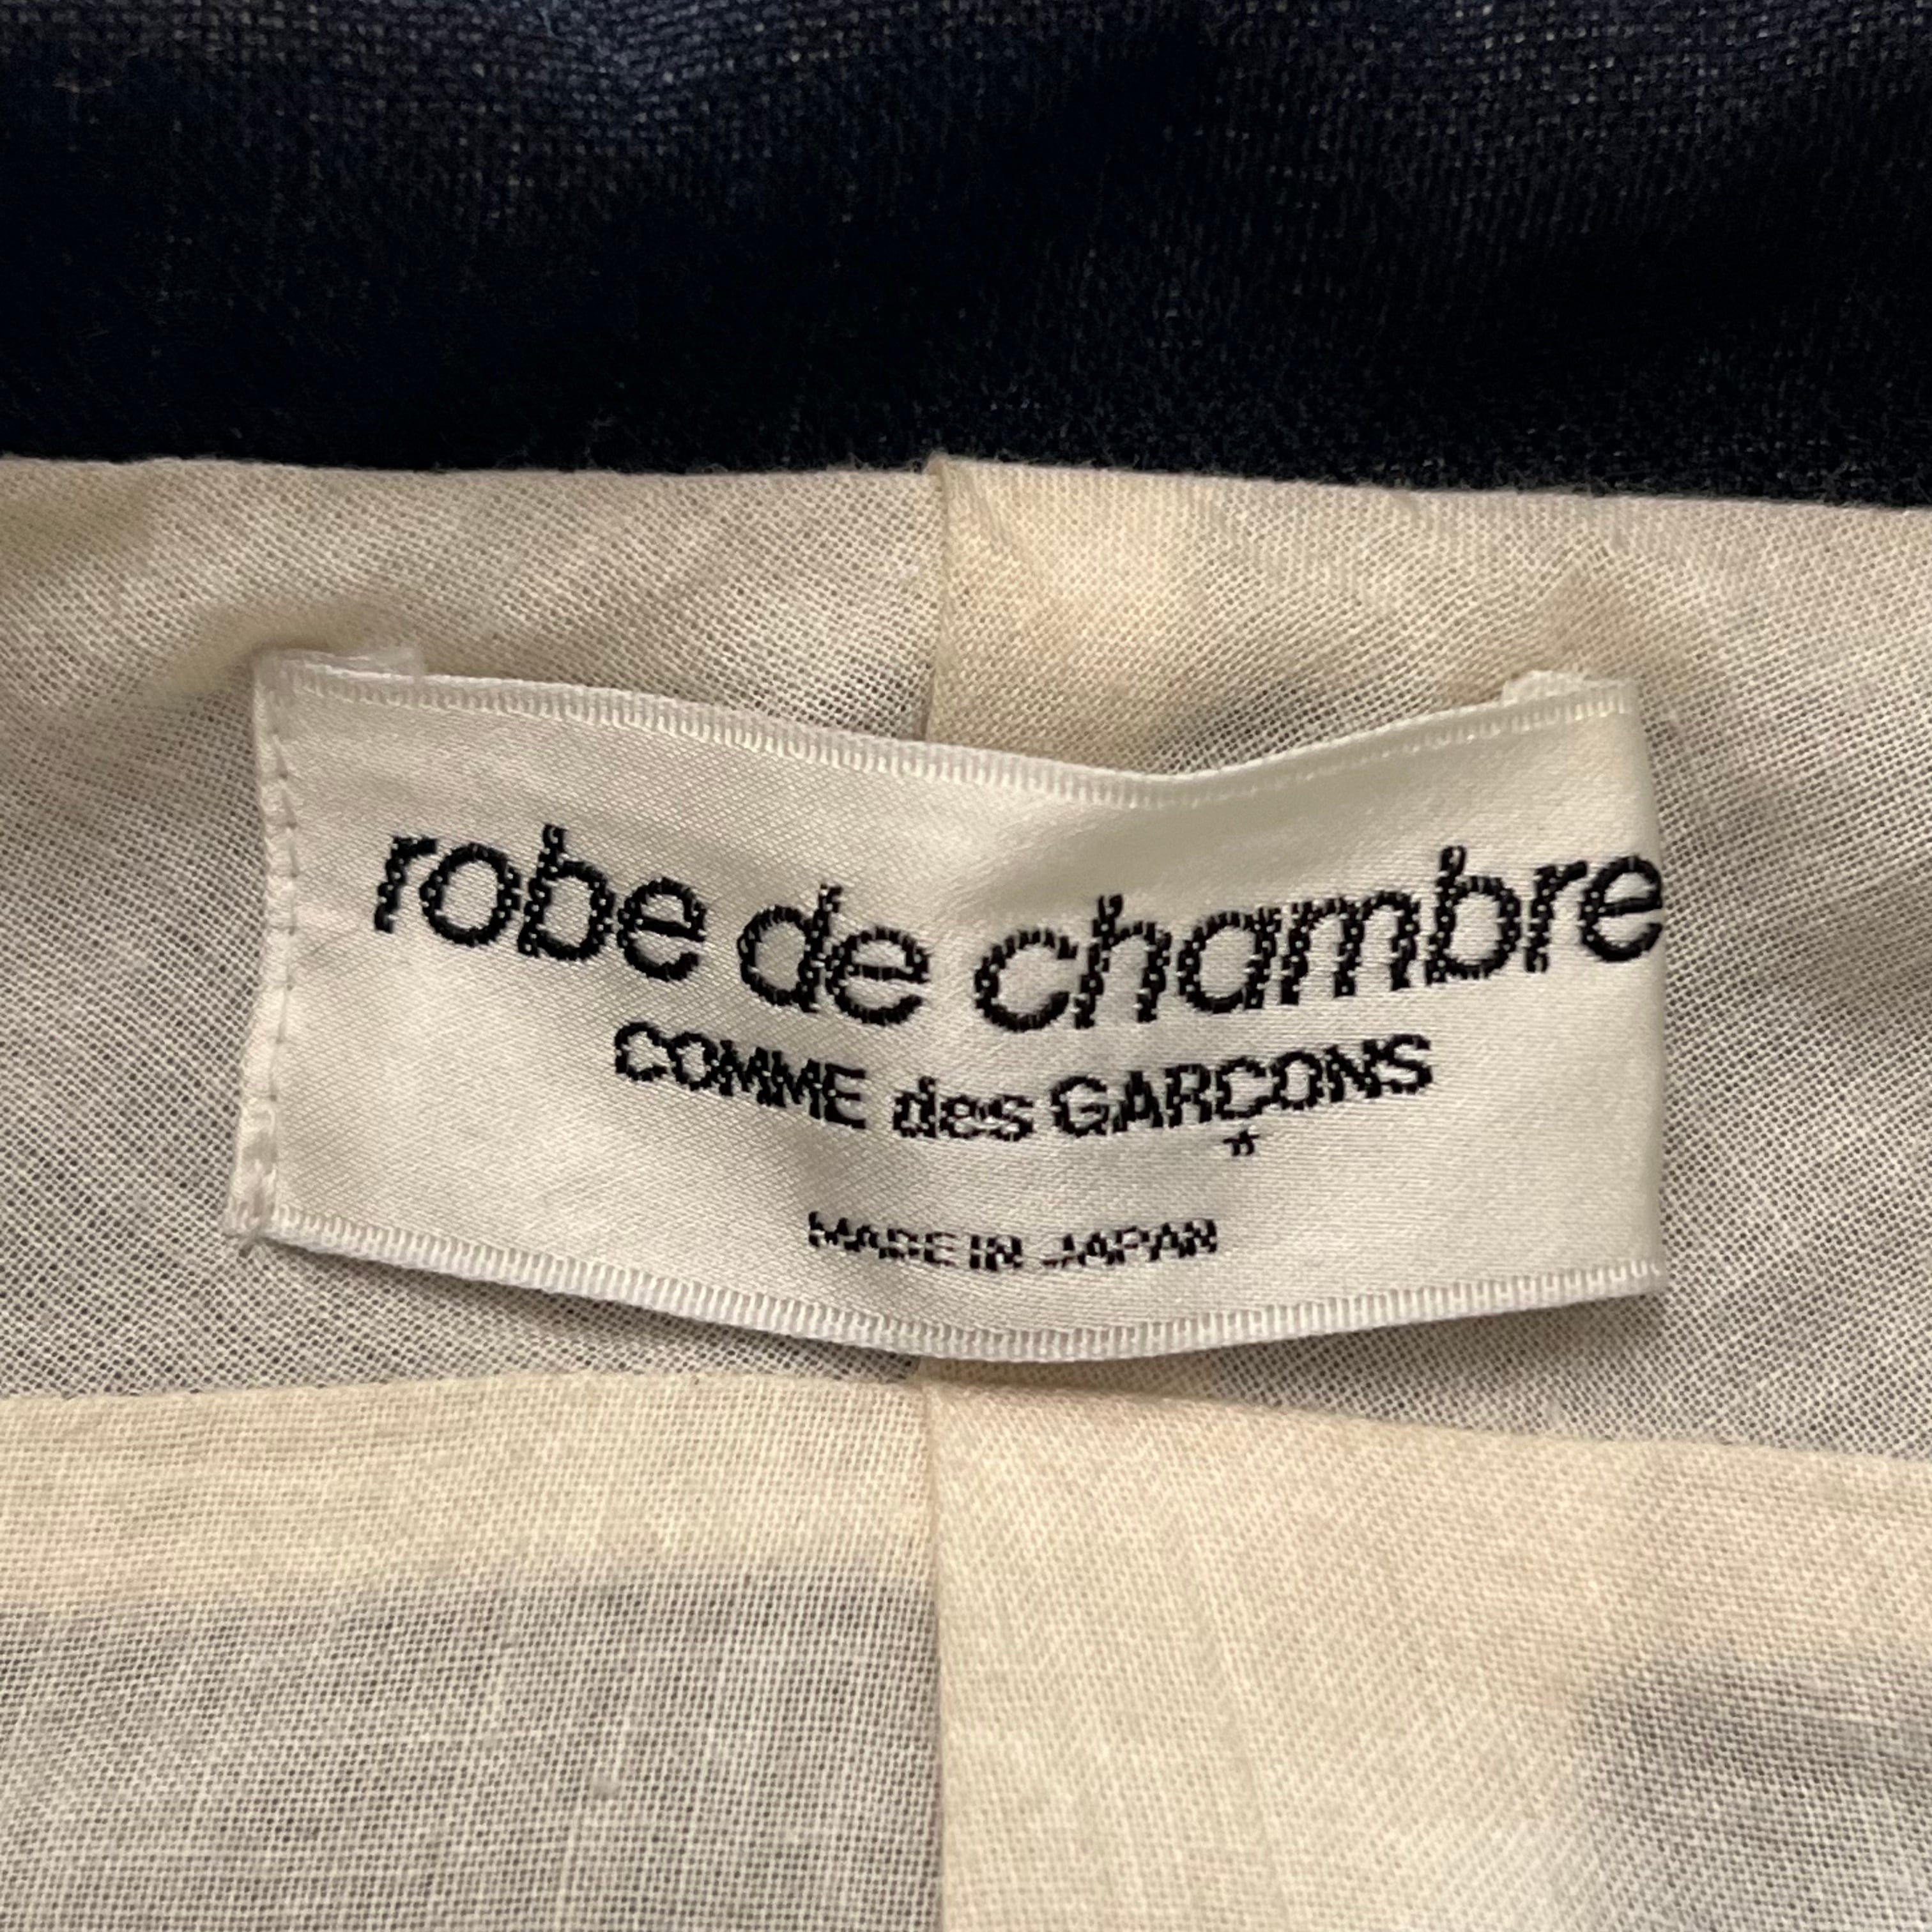 robe de chambre
COMME des GARÇONS
*
MADE IN JAPAN